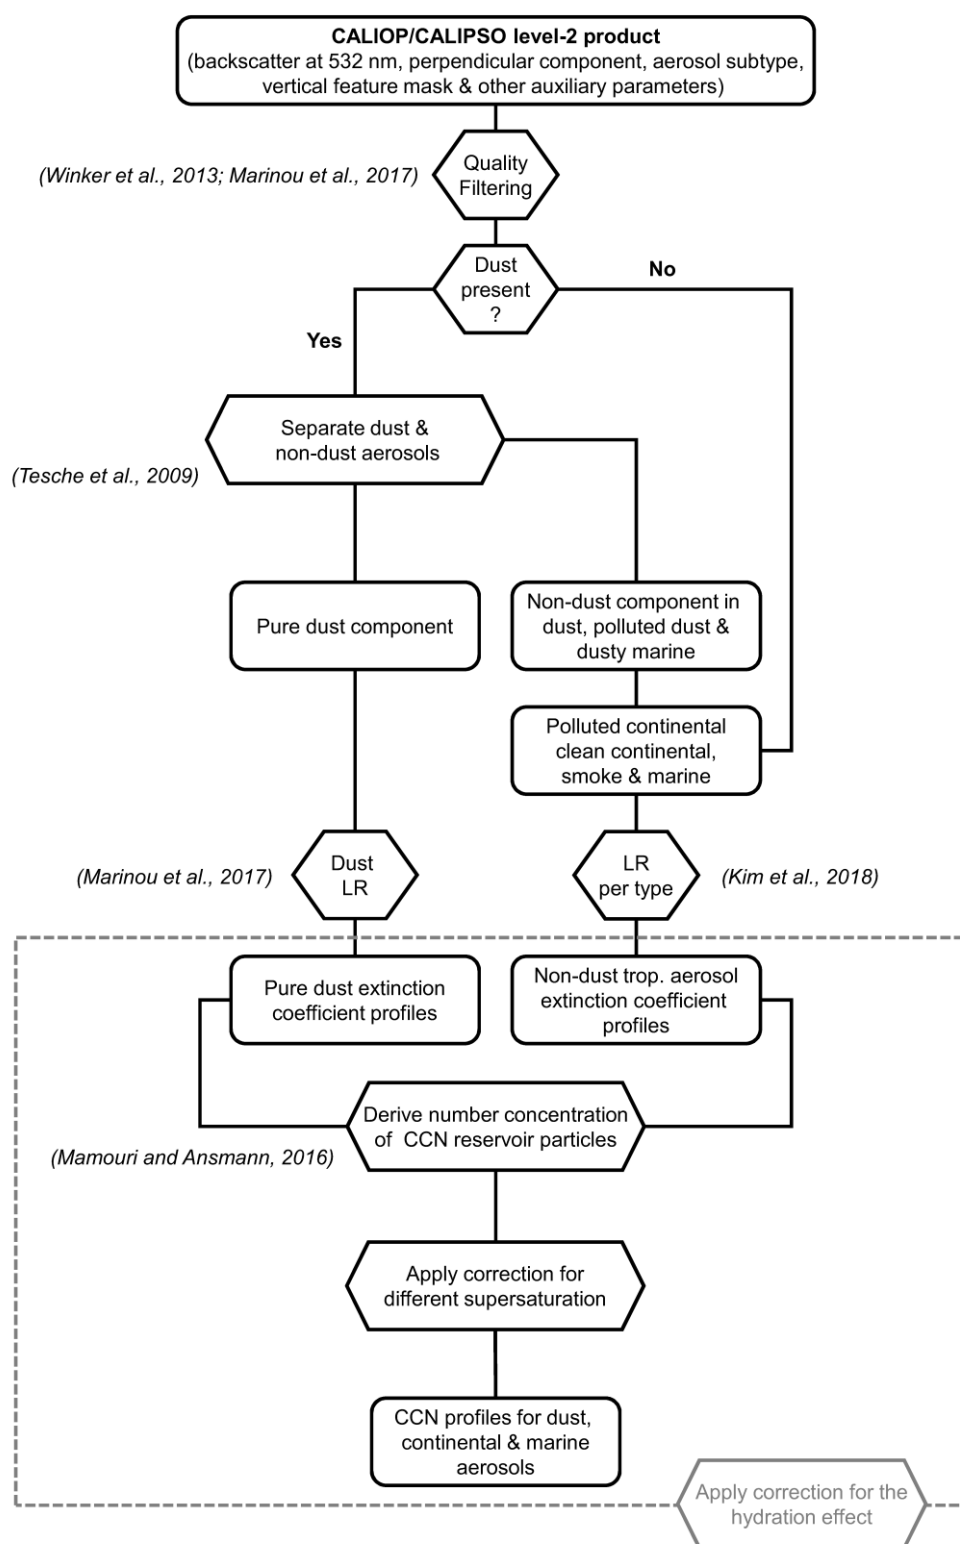 CALIOP/CALIPSO level-2 product
(backscatter at 532 nm, perpendicular component, aerosol subtype,
vertical feature mask & other auxiliary parameters)
Quality
Filtering
(Winker et al., 2013; Marinou et al., 2017)
Dust
present
?
No
Yes
Separate dust &
non-dust aerosols
(Tesche et al., 2009)
Pure dust component
Non-dust component in
dust, polluted dust &
dusty marine
Polluted continental
clean continental,
smoke & marine
(Marinou et al., 2017)
Dust
LR
LR
per type
(Kim et al., 2018)
Pure dust extinction
coefficient profiles
Non-dust trop. aerosol
extinction coefficient
profiles
Derive number concentration
of CCN reservoir particles
(Mamouri and Ansmann, 2016)
Apply correction for
different supersaturation
CCN profiles for dust,
continental & marine
aerosols
Apply correction for the
hydration effect